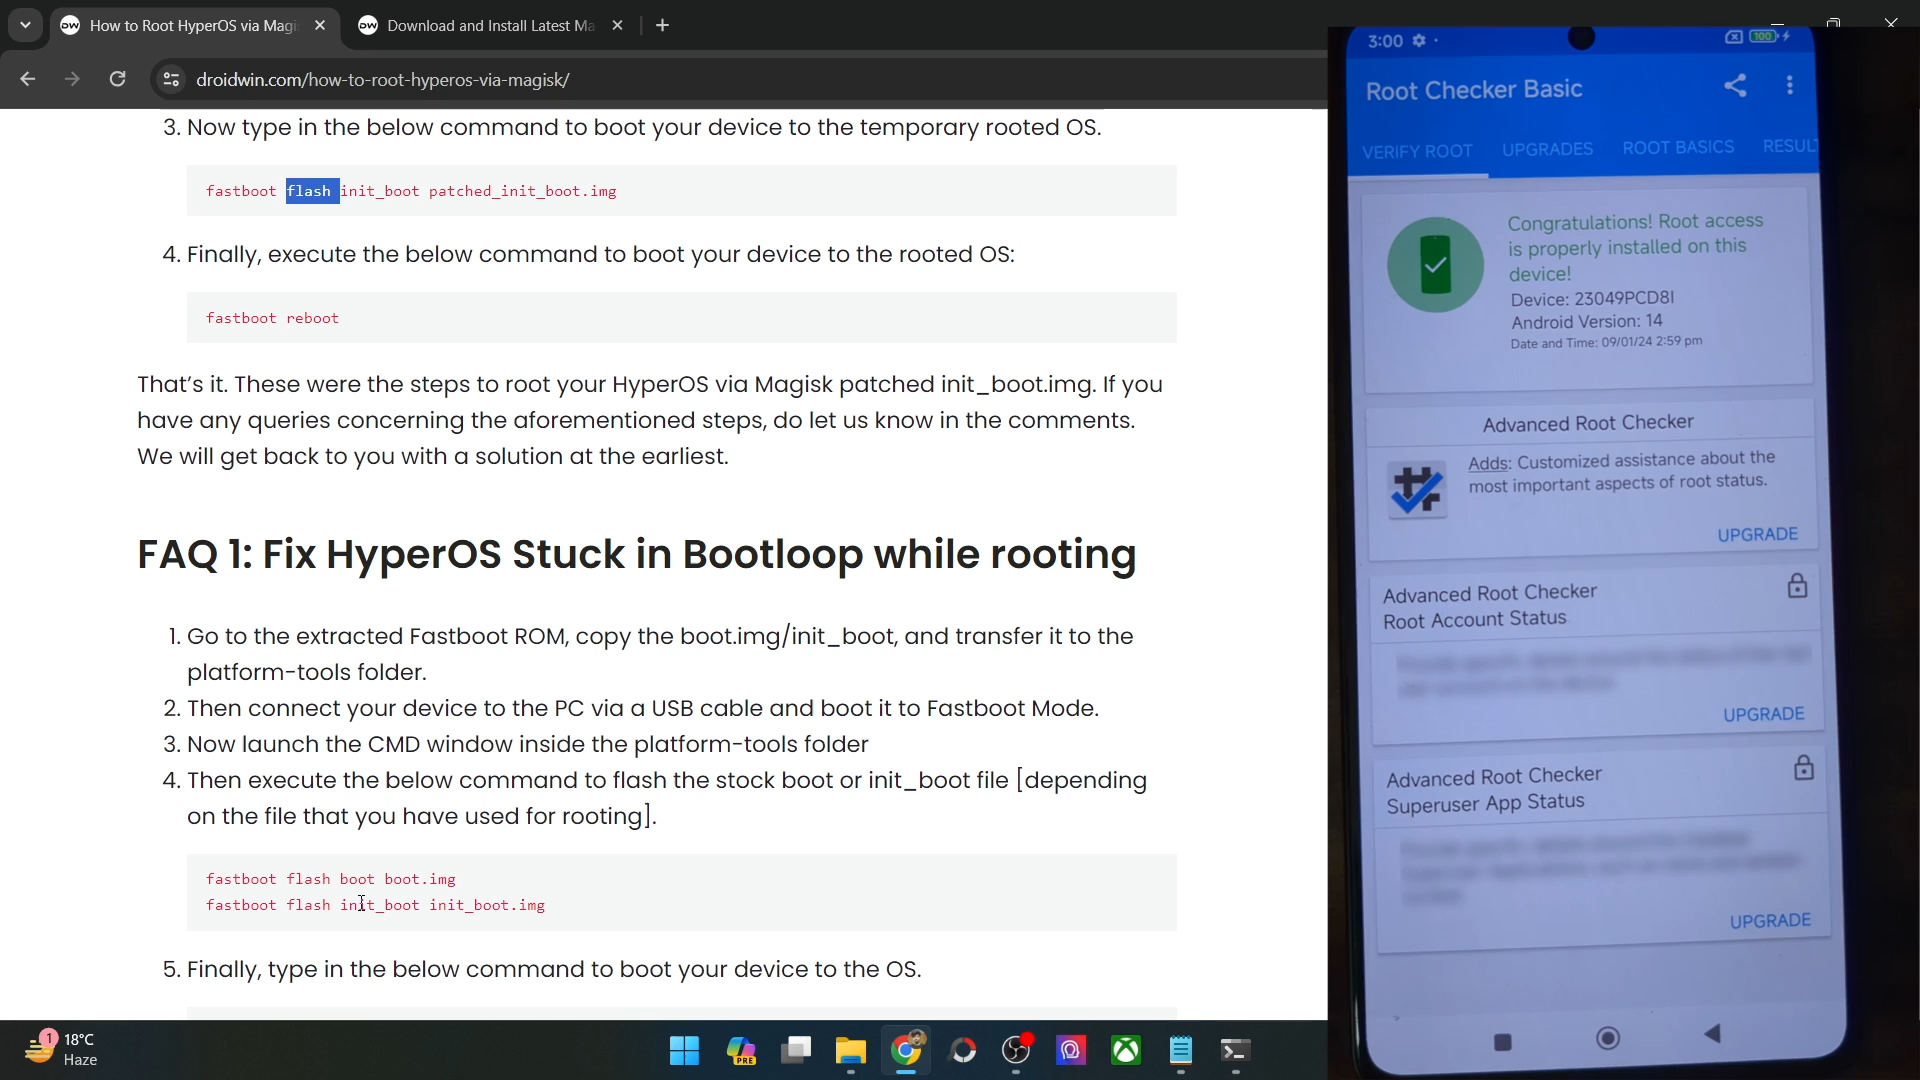 How to Root HyperOS via Magi
Download and Install Latest Ma
droidwin.com/how-to-root-hyperos-via-magisk/
3. Now type in the below command to boot your device to the temporary rooted OS.
fastboot flash init_boot patched_init_boot.img
4. Finally, execute the below command to boot your device to the rooted OS:
fastboot reboot
That's it. These were the steps to root your HyperOS via Magisk patched init_boot.img. If you
have any queries concerning the aforementioned steps, do let us know in the comments.
We will get back to you with a solution at the earliest.
FAQ 1: Fix HyperOS Stuck in Bootloop while rooting
1. Go to the extracted Fastboot ROM, copy the boot.img/init_boot, and transfer it to the
platform-tools folder.
2. Then connect your device to the PC via a USB cable and boot it to Fastboot Mode.
3. Now launch the CMD window inside the platform-tools folder
4. Then execute the below command to flash the stock boot or init_boot file [depending
on the file that you have used for rooting].
fastboot flash boot boot.img
fastboot flash init_boot init_boot.img
5. Finally, type in the below command to boot your device to the OS.
1
18°C
Haze
PRE
3:00
100
Root Checker Basic
VERIFY ROOT UPGRADES ROOT BASICS RESULT
Congratulations! Root access
is properly installed on this
device!
Device: 23049PCD8I
Android Version: 14
Date and Time: 09/01/24 2:59 pm
Advanced Root Checker
Adds: Customized assistance about the
most important aspects of root status.
UPGRADE
Advanced Root Checker
Root Account Status
UPGRADE
Advanced Root Checker
Superuser App Status
UPGRADE